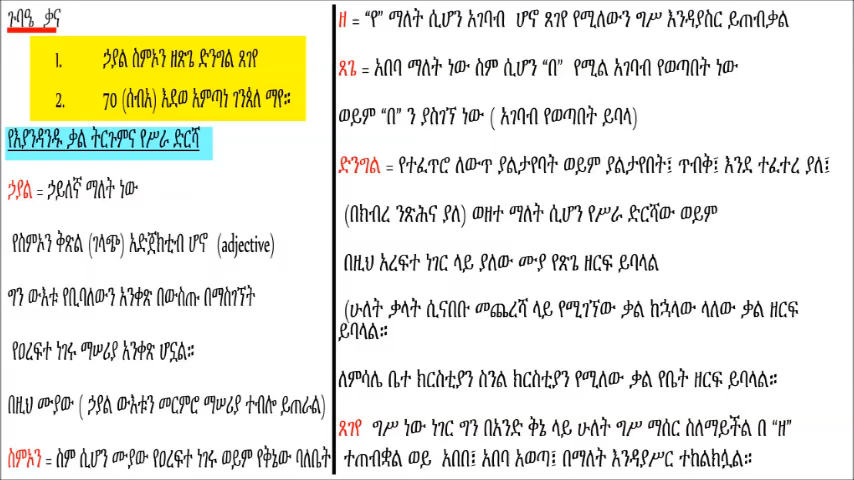 ጉባዔ ቃና
1. ኃያል ስምኦን ዘጽጌ ድንግል ጸገየ
2. 70 (ሰብአ) አደወ አምጣነ ገንጰለ ማየ።
የእያንዳንዱ ቃል ትርጉምና የሥራ ድርሻ
ኃያል = ኃይለኛ ማለት ነው
የስምኦን ቅጽል (ገላጭ) አድጀክቲብ ሆኖ (adjective)
ግን ውእቱ የቢባለውን አንቀጽ በውስጡ በማስገኘት
የዐረፍተ ነገሩ ማሠሪያ አንቀጽ ሆኗል።
በዚህ ሙያው ( ኃያል ውእቱን መርምሮ ማሠሪያ ተብሎ ይጠራል)
ስምኦን = ስም ሲሆን ሙያው የዐረፍተ ነገሩ ወይም የቅኔው ባለቤት
ዘ = “የ” ማለት ሲሆን አገባብ ሆኖ ጸገየ የሚለውን ግሥ እንዳያስር ይጠብቃል
ጸጌ = አበባ ማለት ነው ስም ሲሆን “በ” የሚል አገባብ የወጣበት ነው
ወይም “በ” ን ያስገኘ ነው ( አገባብ የወጣበት ይባላ)
ድንግል = የተፈጥሮ ለውጥ ያልታየባት ወይም ያልታየበት፤ ጥብቅ፤ እንደ ተፈተረ ያለ፤
(በክብረ ንጽሕና ያለ) ወዘተ ማለት ሲሆን የሥራ ድርሻው ወይም
በዚህ አረፍተ ነገር ላይ ያለው ሙያ የጽጌ ዘርፍ ይባላል
(ሁለት ቃላት ሲናበቡ መጨረሻ ላይ የሚገኘው ቃል ከኋላው ላለው ቃል ዘርፍ
ይባላል።
ለምሳሌ ቤተ ክርስቲያን ስንል ክርስቲያን የሚለው ቃል የቤት ዘርፍ ይባላል።
ጸገየ ግሥ ነው ነገር ግን በአንድ ቅኔ ላይ ሁለት ግሥ ማሰር ስለማይችል በ “ዘ”
ተጠብቋል ወይ አበበ፤ አበባ አወጣ፤ በማለት እንዳያሥር ተከልክሏል።